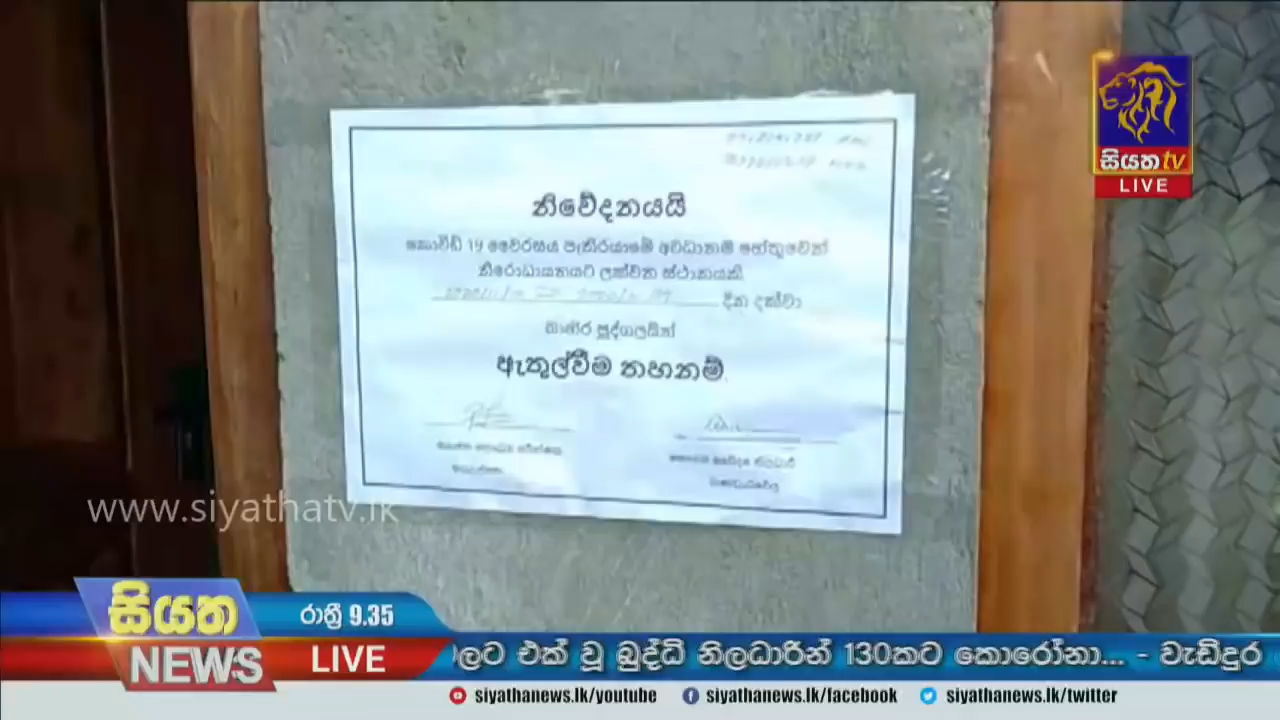 සියත tv
LIVE
නිවේදනයයි
කොවිඩ් 19 වෛරසය පැතිරයාමේ අවධානම හේතුවෙන්
නිරෝධායනයට ලක්වන ස්ථානයකි
දින දක්වා
බාහිර පුද්ගලයින්
ඇතුල්වීම තහනම්
www.siyathatv.lk
සියත
NEWS
රාත්‍රී 9.35
LIVE
ලට එක් වූ බුද්ධි නිලධාරින් 130කට කොරෝනා... - වැඩිදුර
siyathanews.lk/youtube
siyathanews.lk/facebook
siyathanews.lk/twitter